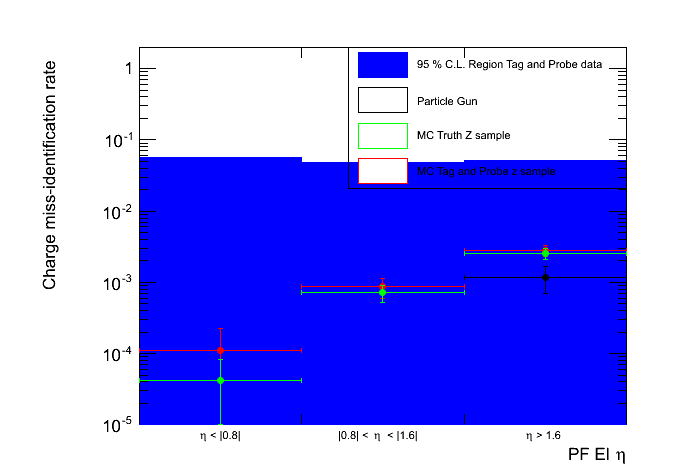 Charge miss-identification rate
1
10-1
10-2
10-3
10-4
10-5
95 % C.L. Region Tag and Probe data
Particle Gun
MC Truth Z sample
MC Tag and Probe z sample
η < |0.8|
|0.8| < η < |1.6|
η > 1.6
PF El η